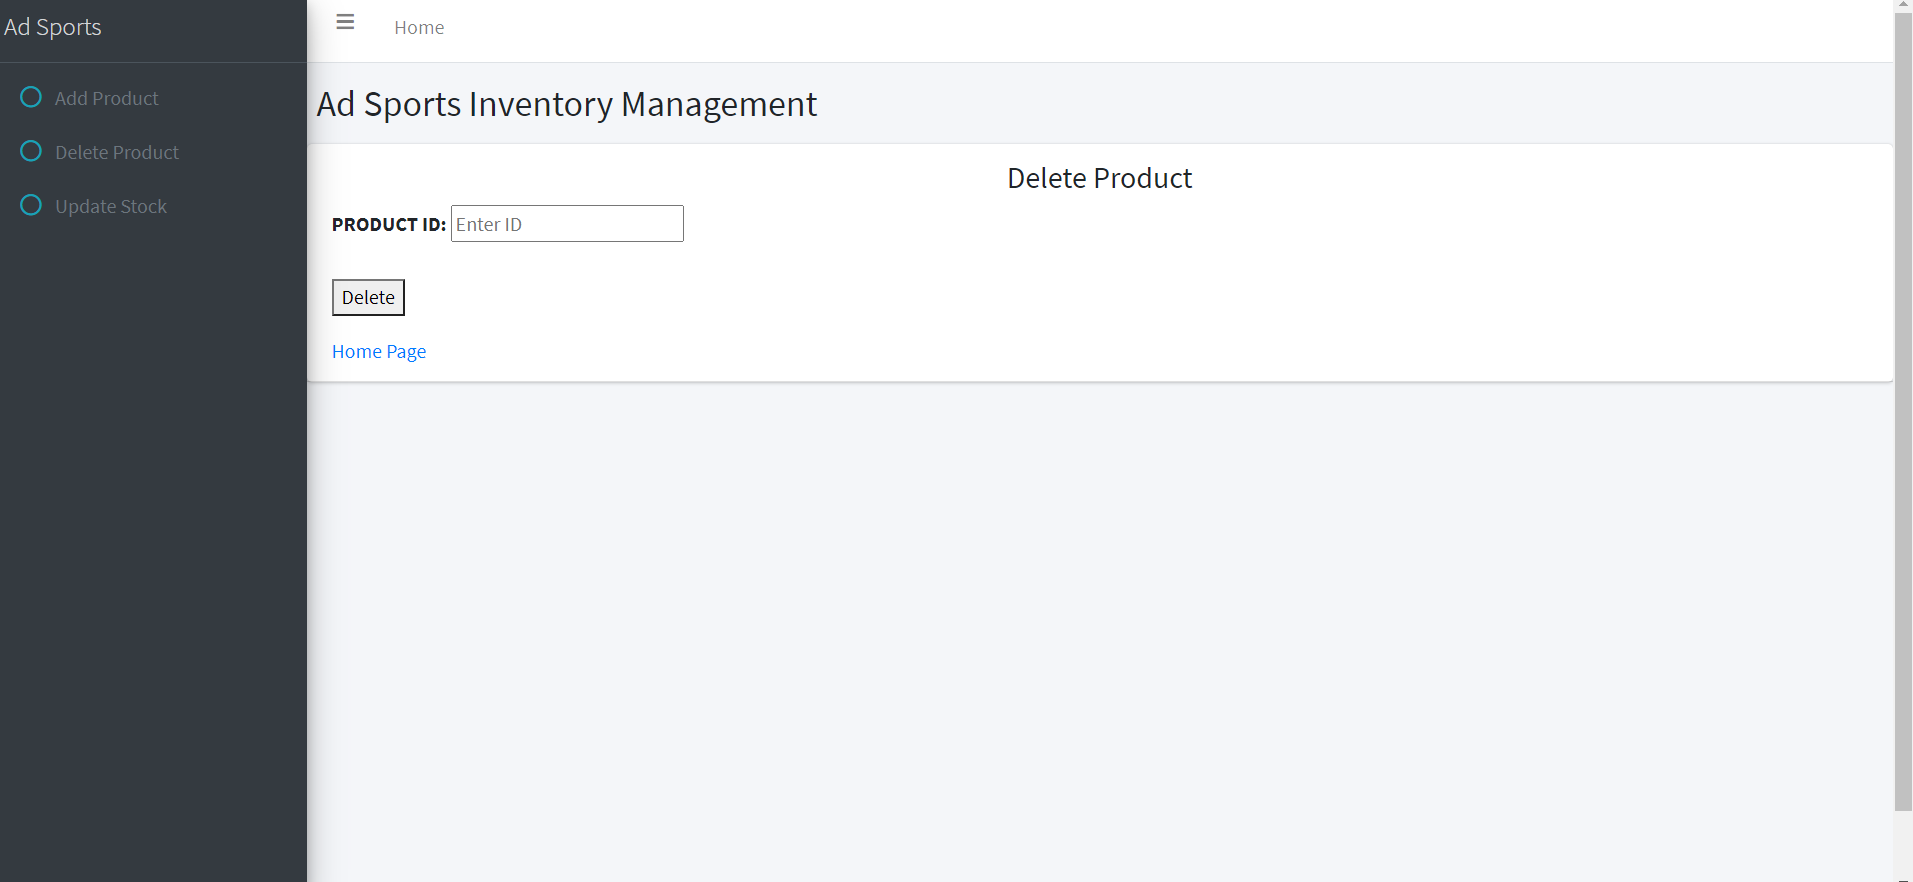 Ad Sports
Add Product
Delete Product
Update Stock
Home
Ad Sports Inventory Management
Delete Product
PRODUCT ID: Enter ID
Delete
Home Page